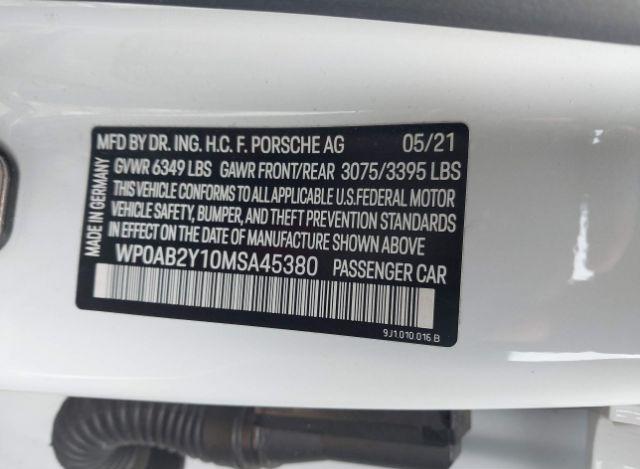 MFD BY DR. ING. H.C. F. PORSCHE AG 05/21
GVWR 6349 LBS GAWR FRONT/REAR 3075/3395 LBS
THIS VEHICLE CONFORMS TO ALL APPLICABLE U.S.FEDERAL MOTOR
VEHICLE SAFETY, BUMPER, AND THEFT PREVENTION STANDARDS
IN EFFECT ON THE DATE OF MANUFACTURE SHOWN ABOVE
WP0AB2Y10MSA45380 PASSENGER CAR
9J1.010.016.B
MADE IN GERMANY